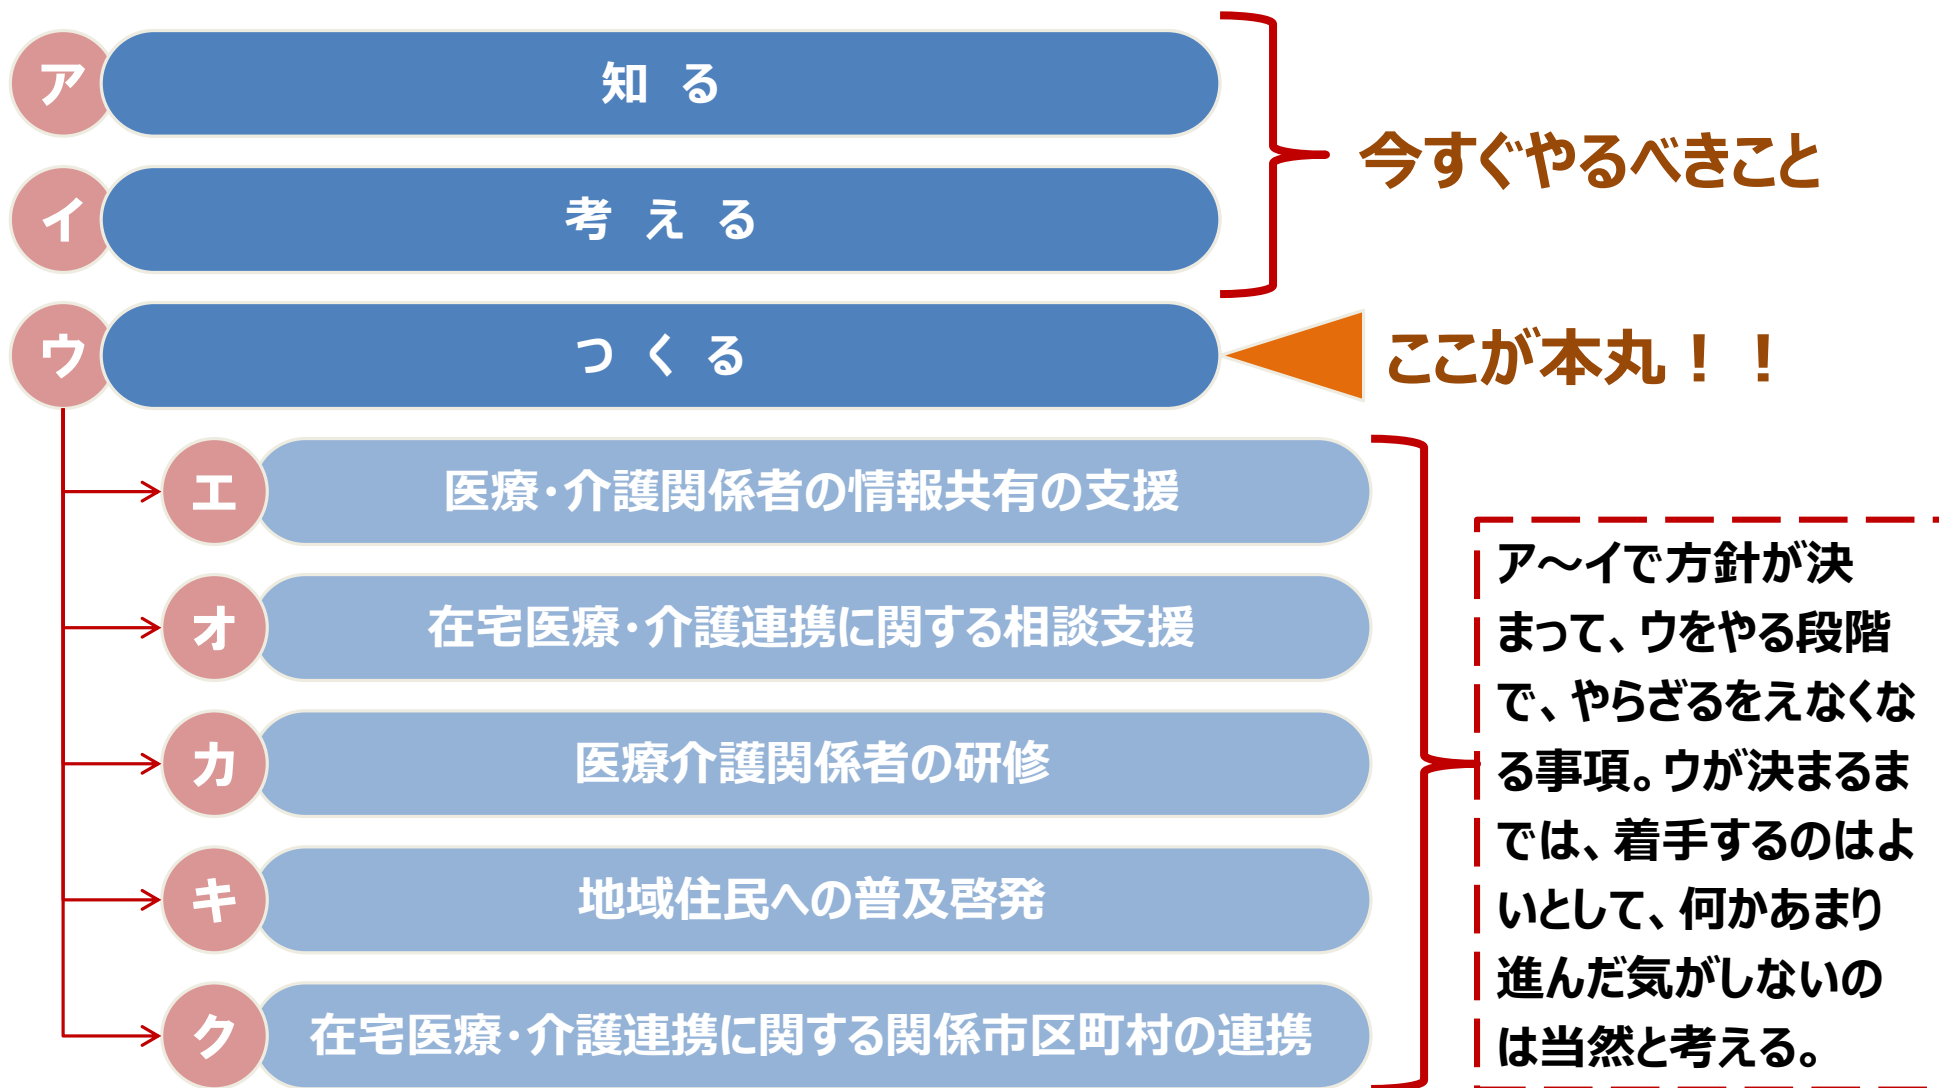 ア
知 る
イ
考 え る
今すぐやるべきこと
ウ
つ く る
ここが本丸！！
エ
医療・介護関係者の情報共有の支援
オ
在宅医療・介護連携に関する相談支援
カ
医療介護関係者の研修
キ
地域住民への普及啓発
ク
在宅医療・介護連携に関する関係市区町村の連携
ア～イで方針が決
まって、ウをやる段階
で、やらざるをえなくな
る事項。ウが決まるま
では、着手するのはよ
いとして、何かあまり
進んだ気がしないの
は当然と考える。